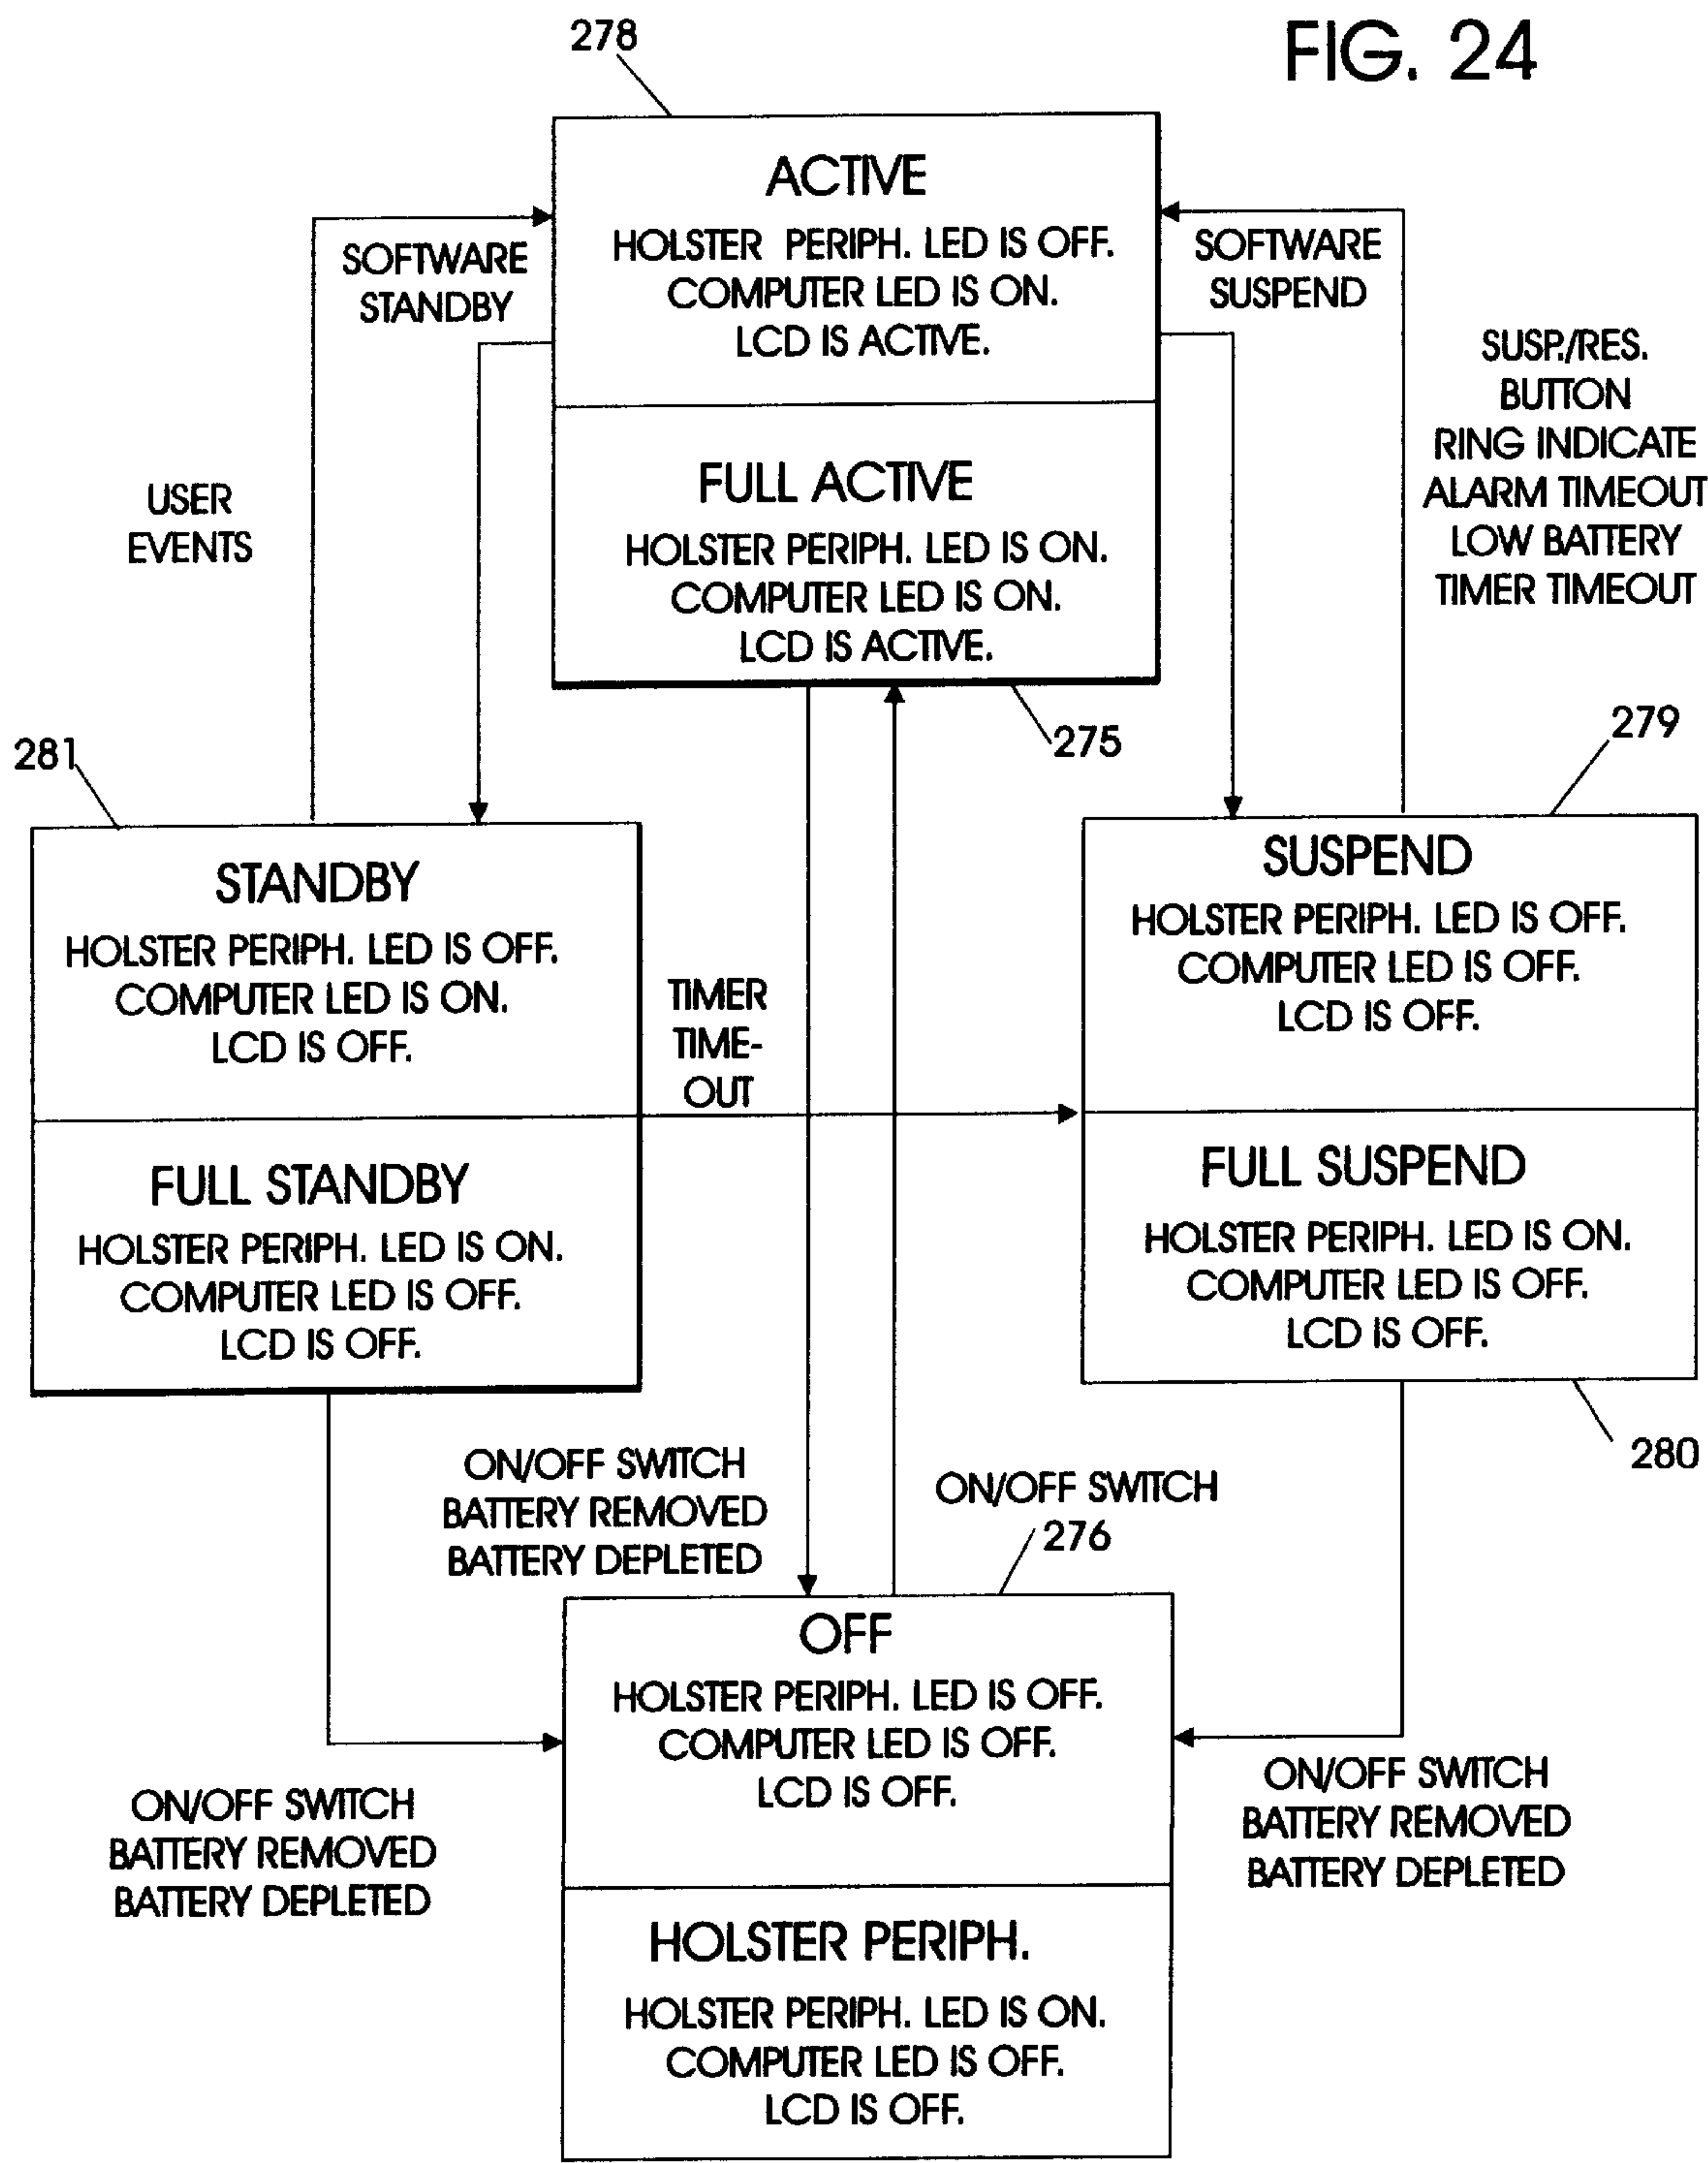 FIG. 24
278
ACTIVE
HOLSTER PERIPH. LED IS OFF.
COMPUTER LED IS ON.
LCD IS ACTIVE.
SOFTWARE
STANDBY
SOFTWARE
SUSPEND
FULL ACTIVE
HOLSTER PERIPH. LED IS ON.
COMPUTER LED IS ON.
LCD IS ACTIVE.
USER
EVENTS
SUSP./RES.
BUTTON
RING INDICATE
ALARM TIMEOUT
LOW BATTERY
TIMER TIMEOUT
275
279
281
STANDBY
HOLSTER PERIPH. LED IS OFF.
COMPUTER LED IS ON.
LCD IS OFF.
TIMER
TIME-
OUT
SUSPEND
HOLSTER PERIPH. LED IS OFF.
COMPUTER LED IS OFF.
LCD IS OFF.
FULL STANDBY
HOLSTER PERIPH. LED IS ON.
COMPUTER LED IS OFF.
LCD IS OFF.
FULL SUSPEND
HOLSTER PERIPH. LED IS ON.
COMPUTER LED IS OFF.
LCD IS OFF.
280
ON/OFF SWITCH
BATTERY REMOVED
BATTERY DEPLETED
ON/OFF SWITCH
276
OFF
HOLSTER PERIPH. LED IS OFF.
COMPUTER LED IS OFF.
LCD IS OFF.
ON/OFF SWITCH
BATTERY REMOVED
BATTERY DEPLETED
ON/OFF SWITCH
BATTERY REMOVED
BATTERY DEPLETED
HOLSTER PERIPH.
HOLSTER PERIPH. LED IS ON.
COMPUTER LED IS OFF.
LCD IS OFF.